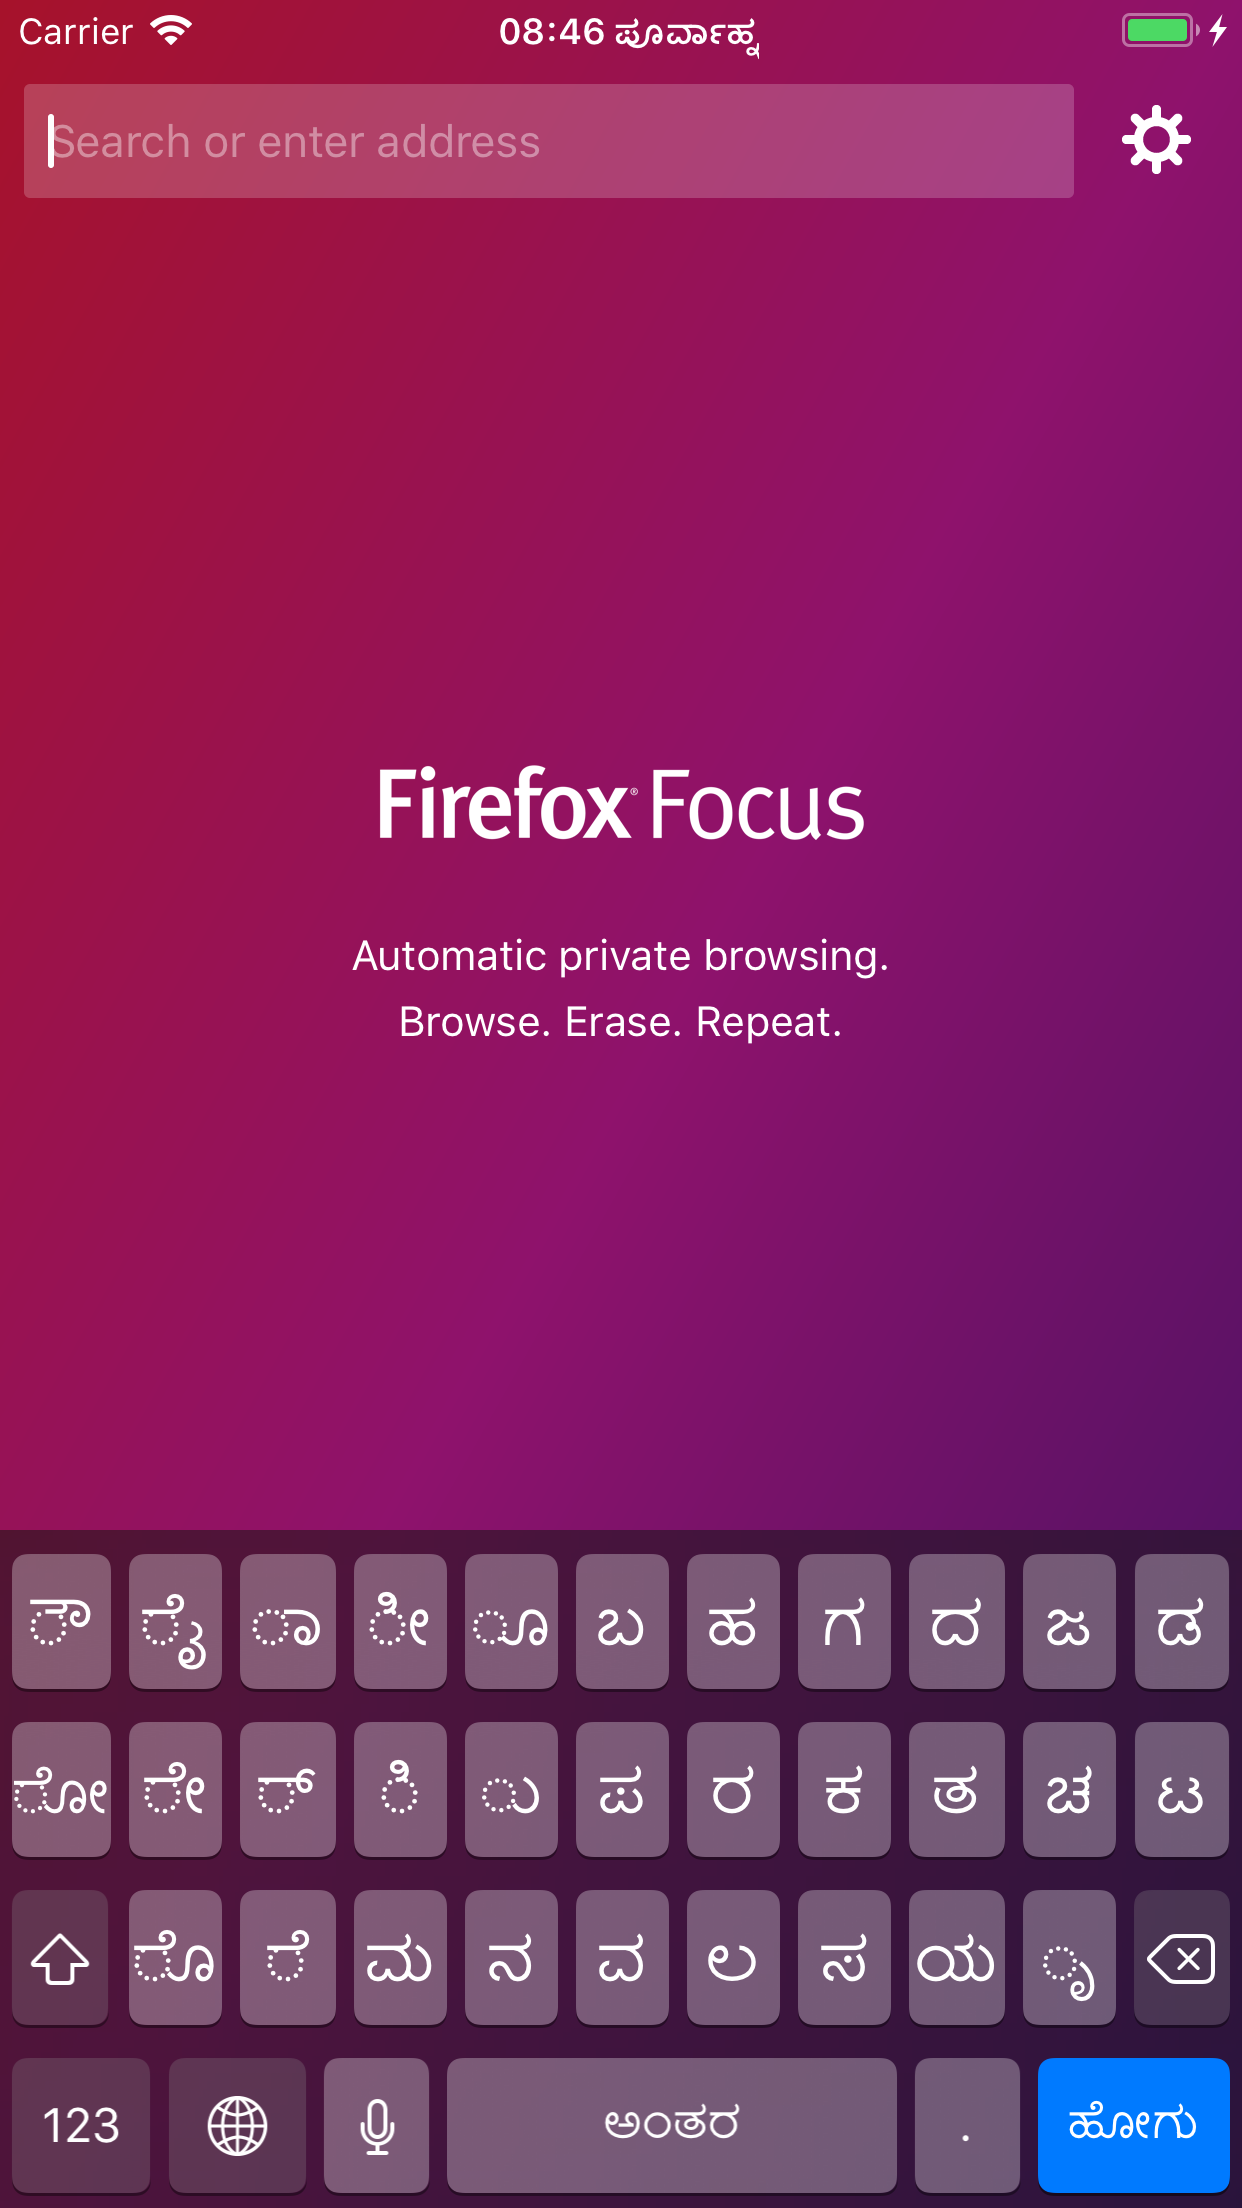 Carrier 08:46 ಪೂರ್ವಾಹ್ನ
Search or enter address
Firefox® Focus
Automatic private browsing.
Browse. Erase. Repeat.
ೌ ೈ ಾ ೀ ೂ ಬ ಹ ಗ ದ ಜ ಡ
ೋ ೇ ್ ಿ ು ಪ ರ ಕ ತ ಚ ಟ
ೊ ೆ ಮ ನ ವ ಲ ಸ ಯ ೃ
123 ಅಂತರ . ಹೋಗು